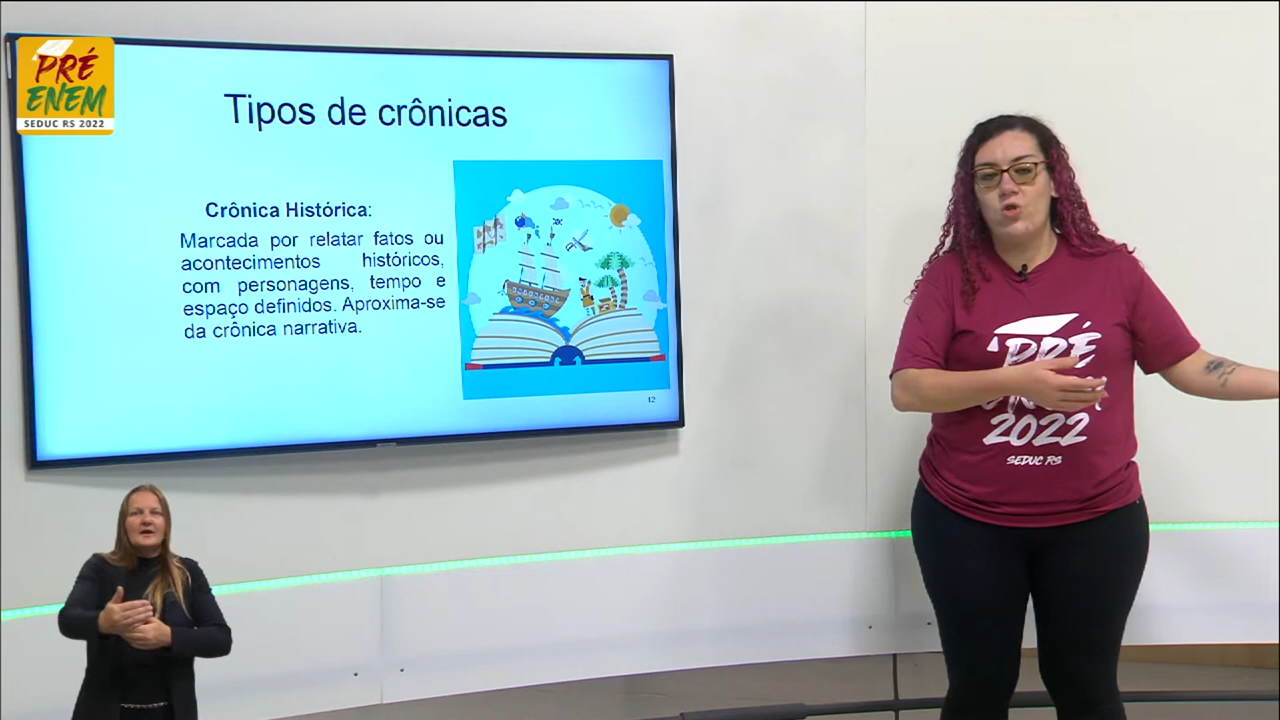 PRÉ
ENEM
SEDUC RS 2022
Tipos de crônicas
Crônica Histórica:
Marcada por relatar fatos ou
acontecimentos históricos,
com personagens, tempo e
espaço definidos. Aproxima-se
da crônica narrativa.
12
PRÉ
2022
SEDUC RS